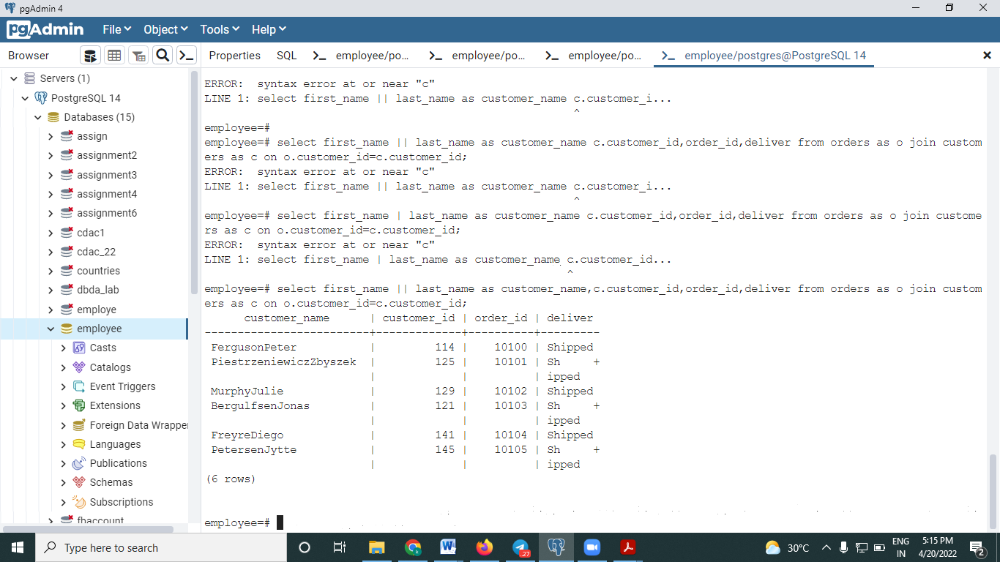 pgAdmin 4
pgAdmin File Object Tools Help
Browser
Properties SQL employee/po... employee/po... employee/po... employee/postgres@PostgreSQL 14
Servers (1)
PostgreSQL 14
Databases (15)
assign
assignment2
assignment3
assignment4
assignment6
cdac1
cdac_22
countries
dbda_lab
employe
employee
Casts
Catalogs
Event Triggers
Extensions
Foreign Data Wrappe
Languages
Publications
Schemas
Subscriptions
fhaccount
ERROR:  syntax error at or near "c"
LINE 1: select first_name || last_name as customer_name c.customer_i...
^
employee=#
employee=# select first_name || last_name as customer_name c.customer_id,order_id,deliver from orders as o join custom
ers as c on o.customer_id=c.customer_id;
ERROR:  syntax error at or near "c"
LINE 1: select first_name || last_name as customer_name c.customer_i...
^
employee=# select first_name | last_name as customer_name c.customer_id,order_id,deliver from orders as o join custome
rs as c on o.customer_id=c.customer_id;
ERROR:  syntax error at or near "c"
LINE 1: select first_name | last_name as customer_name c.customer_id...
^
employee=# select first_name || last_name as customer_name,c.customer_id,order_id,deliver from orders as o join custom
ers as c on o.customer_id=c.customer_id;
customer_name | customer_id | order_id | deliver
-------------------------+-------------+----------+---------
FergusonPeter | 114 | 10100 | Shipped
PiestrzeniewiczZbyszek | 125 | 10101 | Sh +
| | | ipped
MurphyJulie | 129 | 10102 | Shipped
BergulfsenJonas | 121 | 10103 | Sh +
| | | ipped
FreyreDiego | 141 | 10104 | Shipped
PetersenJytte | 145 | 10105 | Sh +
| | | ipped
(6 rows)
employee=#
Type here to search
27
30°C
ENG
IN
5:15 PM
4/20/2022
2